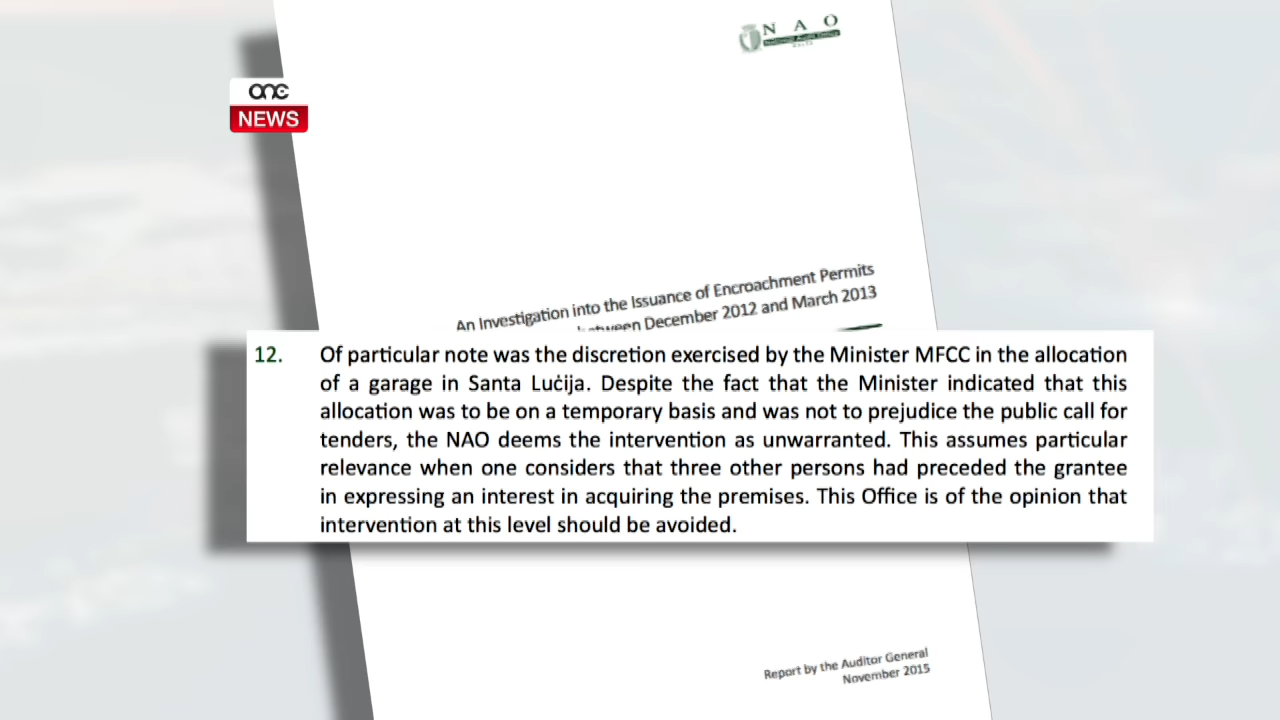 N A O
one
NEWS
An Investigation into the Issuance of Encroachment Permits
between December 2012 and March 2013
12. Of particular note was the discretion exercised by the Minister MFCC in the allocation
of a garage in Santa Luċija. Despite the fact that the Minister indicated that this
allocation was to be on a temporary basis and was not to prejudice the public call for
tenders, the NAO deems the intervention as unwarranted. This assumes particular
relevance when one considers that three other persons had preceded the grantee
in expressing an interest in acquiring the premises. This Office is of the opinion that
intervention at this level should be avoided.
Report by the Auditor General
November 2015